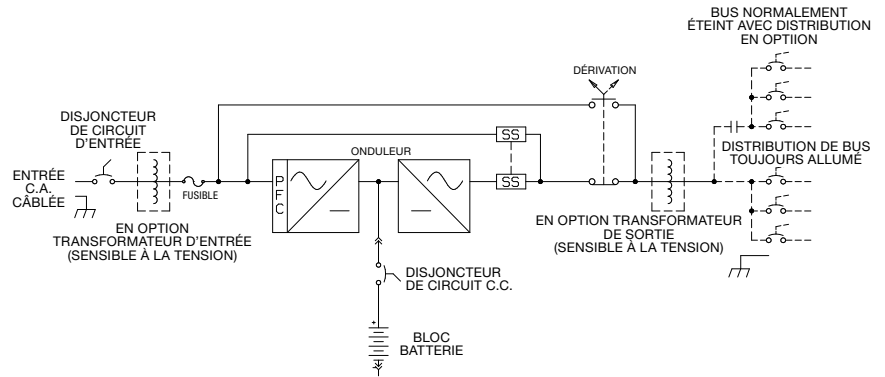 BUS NORMALEMENT
ÉTEINT AVEC DISTRIBUTION
EN OPTIION
DÉRIVATION
DISJONCTEUR
DE CIRCUIT
D'ENTRÉE
SS
ONDULEUR
DISTRIBUTION DE BUS
TOUJOURS ALLUMÉ
ENTRÉE
C.A.
CÂBLÉE
FUSIBLE
PFC
SS
EN OPTION
TRANSFORMATEUR D'ENTRÉE
(SENSIBLE À LA TENSION)
EN OPTION TRANSFORMATEUR
DE SORTIE
(SENSIBLE À LA TENSION)
DISJONCTEUR
DE CIRCUIT C.C.
+
BLOC
BATTERIE